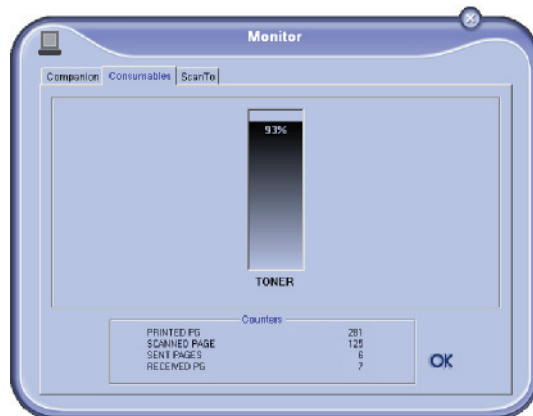 Monitor
Companion Consumables ScanTo
93%
TONER
Counters
PRINTED PG 281
SCANNED PAGE 125
SENT PAGES 6
RECEIVED PG 7
OK